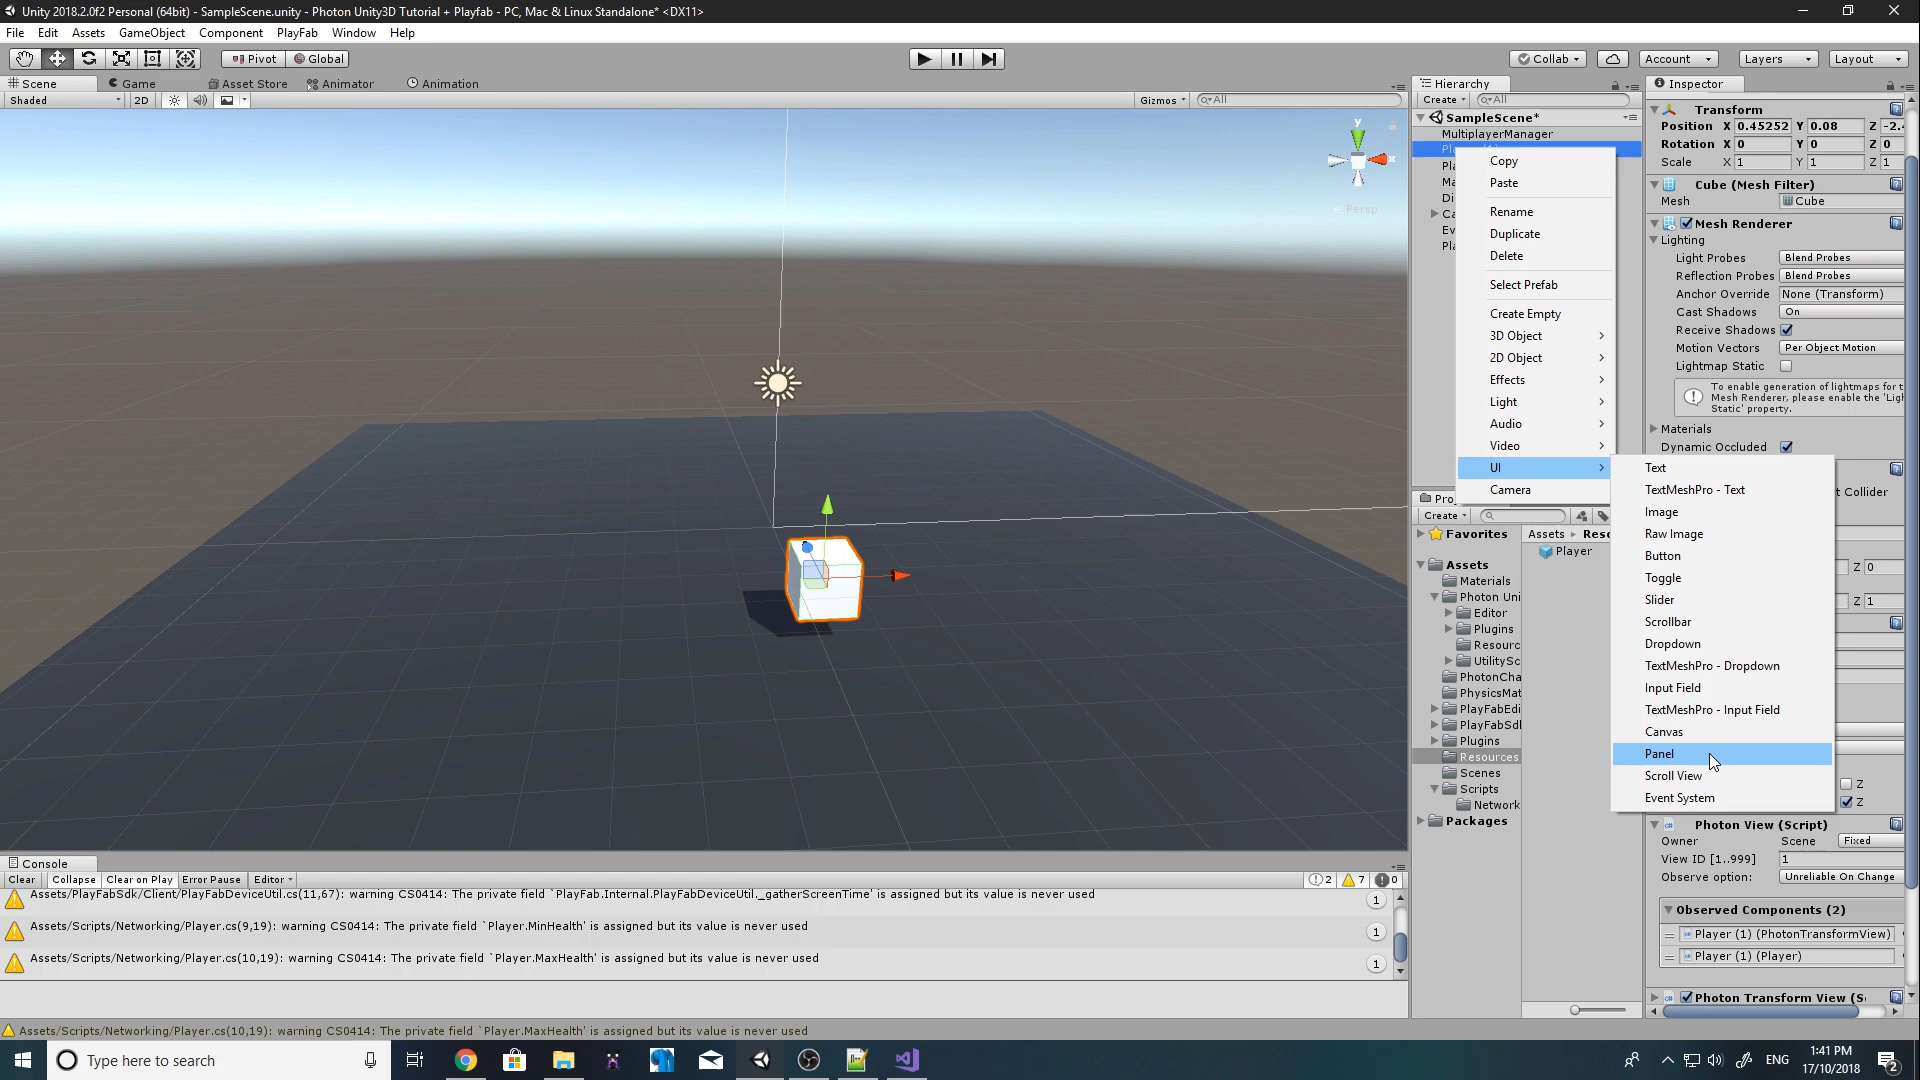 Unity 2018.2.0f2 Personal (64bit) - SampleScene.unity - Photon Unity3D Tutorial + Playfab - PC, Mac & Linux Standalone* <DX11>
File Edit Assets GameObject Component PlayFab Window Help
Pivot Global Collab Account Layers Layout
Scene Game Asset Store Animator Animation
Shaded 2D Gizmos All
y
x
Persp
Hierarchy
Create All
SampleScene*
MultiplayerManager
Pla
Ma
Di
Ca
Ev
Pla
Copy
Paste
Rename
Duplicate
Delete
Select Prefab
Create Empty
3D Object
2D Object
Effects
Light
Audio
Video
UI
Camera
Text
TextMeshPro - Text
Image
Raw Image
Button
Toggle
Slider
Scrollbar
Dropdown
TextMeshPro - Dropdown
Input Field
TextMeshPro - Input Field
Canvas
Panel
Scroll View
Event System
Proj
Create
Favorites
Assets
Materials
Photon Uni
Editor
Plugins
Resourc
UtilitySc
PhotonCha
PhysicsMat
PlayFabEdi
PlayFabSdk
Plugins
Resources
Scenes
Scripts
Network
Packages
Assets Reso
Player
Inspector
Transform
Position X 0.45252 Y 0.08 Z -2.4
Rotation X 0 Y 0 Z 0
Scale X 1 Y 1 Z 1
Cube (Mesh Filter)
Mesh Cube
Mesh Renderer
Lighting
Light Probes Blend Probes
Reflection Probes Blend Probes
Anchor Override None (Transform)
Cast Shadows On
Receive Shadows
Motion Vectors Per Object Motion
Lightmap Static
To enable generation of lightmaps for t
Mesh Renderer, please enable the 'Ligh
Static' property.
Materials
Dynamic Occluded
t Collider
Z 0
Z 1
Z
Z
Photon View (Script)
Owner Scene Fixed
View ID [1..999] 1
Observe option: Unreliable On Change
Observed Components (2)
Player (1) (PhotonTransformView)
Player (1) (Player)
Photon Transform View (S
Console
Clear Collapse Clear on Play Error Pause Editor 2 7 0
Assets/PlayFabSdk/Client/PlayFabDeviceUtil.cs(11,67): warning CS0414: The private field `PlayFab.Internal.PlayFabDeviceUtil._gatherScreenTime' is assigned but its value is never used 1
Assets/Scripts/Networking/Player.cs(9,19): warning CS0414: The private field `Player.MinHealth' is assigned but its value is never used 1
Assets/Scripts/Networking/Player.cs(10,19): warning CS0414: The private field `Player.MaxHealth' is assigned but its value is never used 1
Assets/Scripts/Networking/Player.cs(10,19): warning CS0414: The private field `Player.MaxHealth' is assigned but its value is never used
Type here to search
ENG
1:41 PM
17/10/2018
2